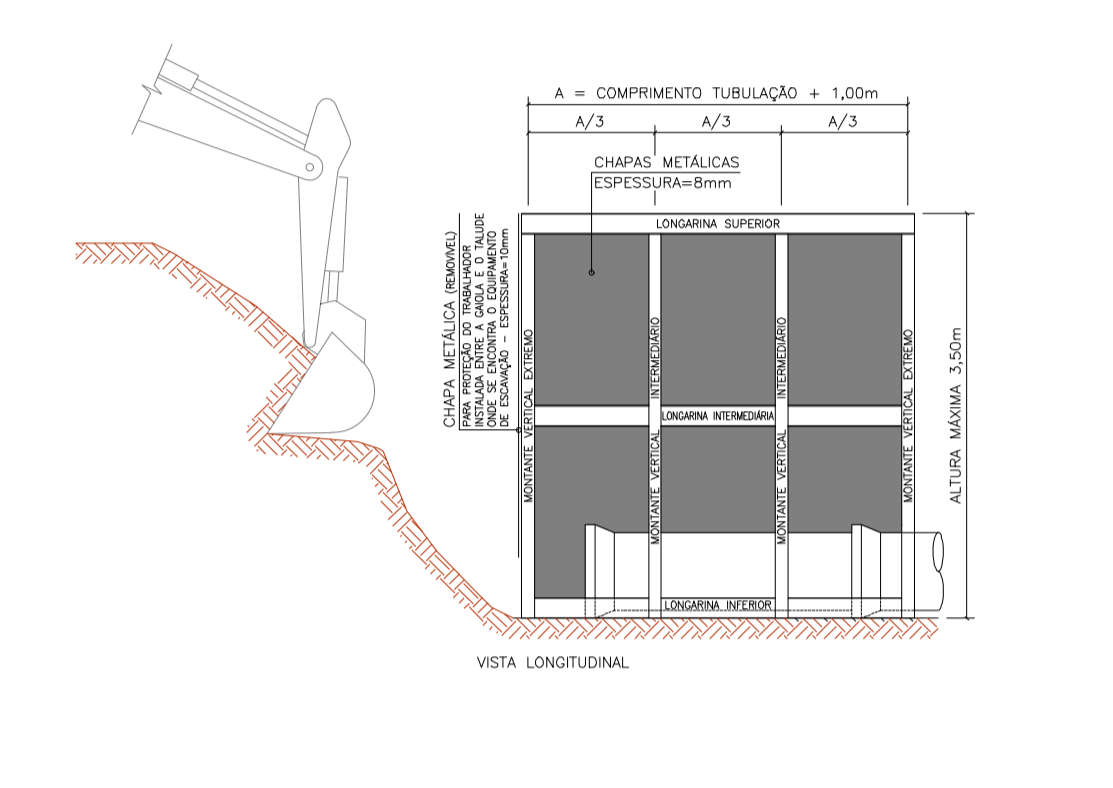 A = COMPRIMENTO TUBULAÇÃO + 1,00m
A/3
A/3
A/3
CHAPAS METÁLICAS
ESPESSURA=8mm
LONGARINA SUPERIOR
CHAPA METÁLICA (REMOVIVEL)
PARA PROTEÇÃO DO TRABALHADOR
INSTALADA ENTRE A GAIOLA E O TALUDE
ONDE SE ENCONTRA O EQUIPAMENTO
DE ESCAVAÇÃO - ESPESSURA=10mm
MONTANTE VERTICAL EXTREMO
MONTANTE VERTICAL INTERMEDIÁRIO
MONTANTE VERTICAL INTERMEDIÁRIO
MONTANTE VERTICAL EXTREMO
LONGARINA INTERMEDIÁRIA
ALTURA MÁXIMA 3,50m
LONGARINA INFERIOR
VISTA LONGITUDINAL